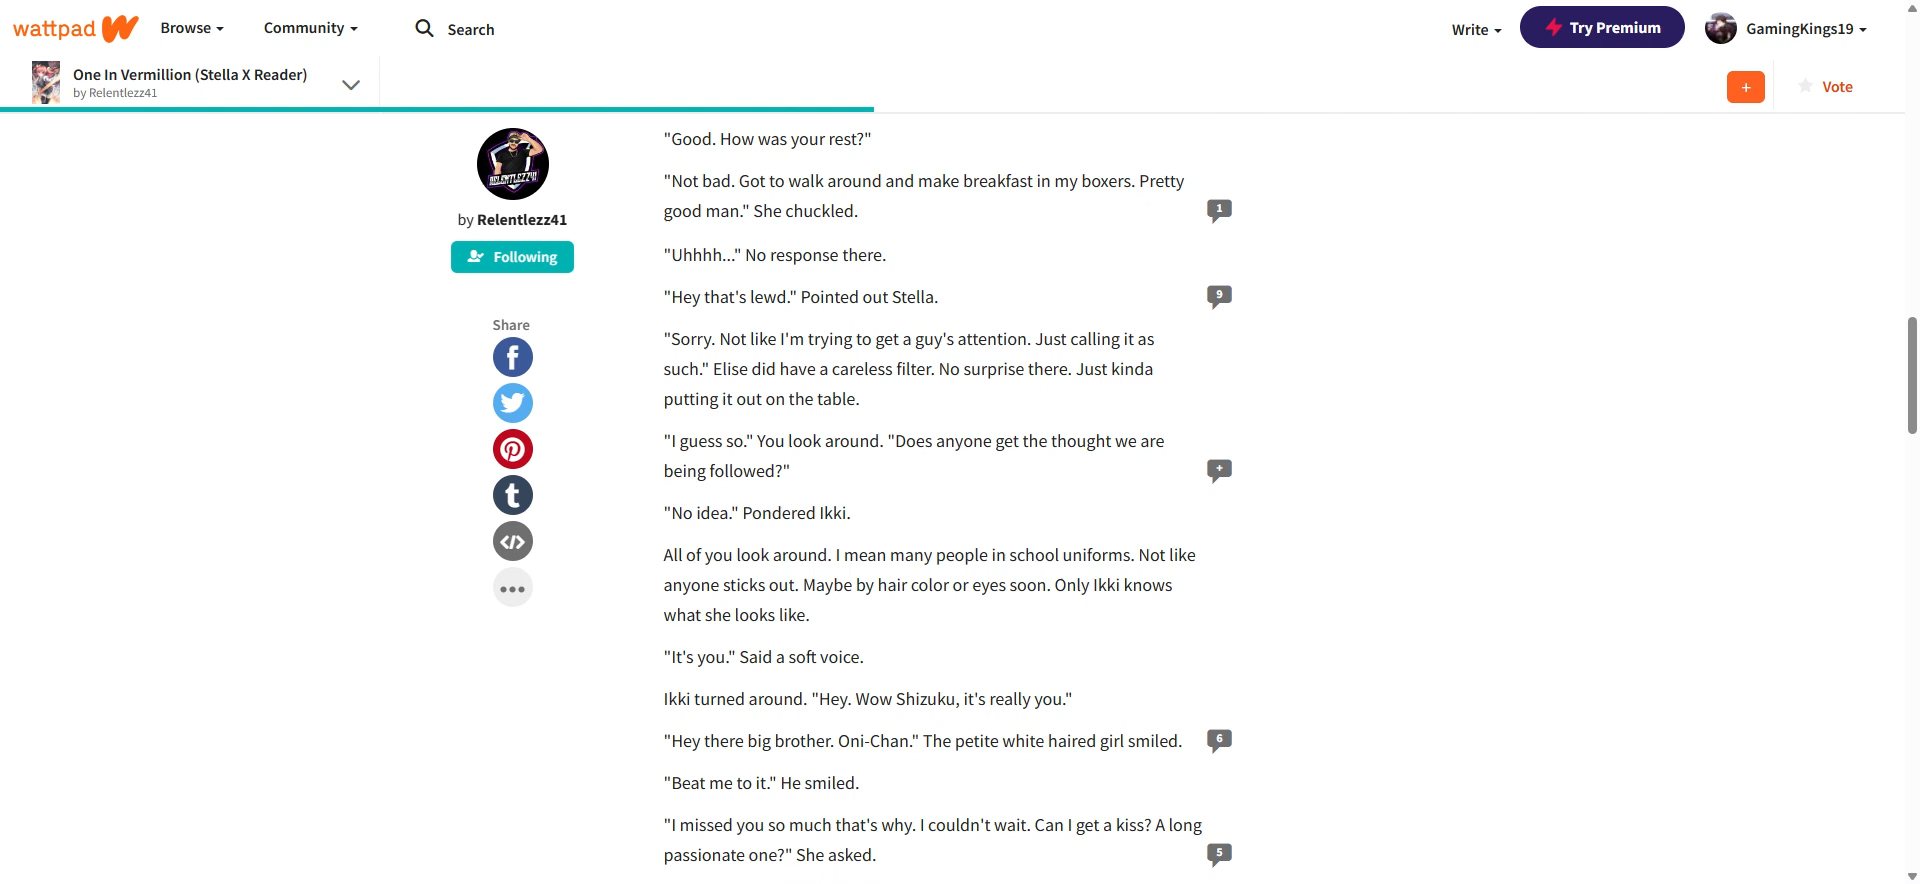 wattpad
Browse
Community
Search
Write
Try Premium
GamingKings19
One In Vermillion (Stella X Reader)
by Relentlezz41
+
Vote
RELENTLEZZ41
by Relentlezz41
Following
Share
"Good. How was your rest?"
"Not bad. Got to walk around and make breakfast in my boxers. Pretty
good man." She chuckled.
1
"Uhhhh..." No response there.
"Hey that's lewd." Pointed out Stella.
9
"Sorry. Not like I'm trying to get a guy's attention. Just calling it as
such." Elise did have a careless filter. No surprise there. Just kinda
putting it out on the table.
"I guess so." You look around. "Does anyone get the thought we are
being followed?"
+
"No idea." Pondered Ikki.
All of you look around. I mean many people in school uniforms. Not like
anyone sticks out. Maybe by hair color or eyes soon. Only Ikki knows
what she looks like.
"It's you." Said a soft voice.
Ikki turned around. "Hey. Wow Shizuku, it's really you."
"Hey there big brother. Oni-Chan." The petite white haired girl smiled.
6
"Beat me to it." He smiled.
"I missed you so much that's why. I couldn't wait. Can I get a kiss? A long
passionate one?" She asked.
5